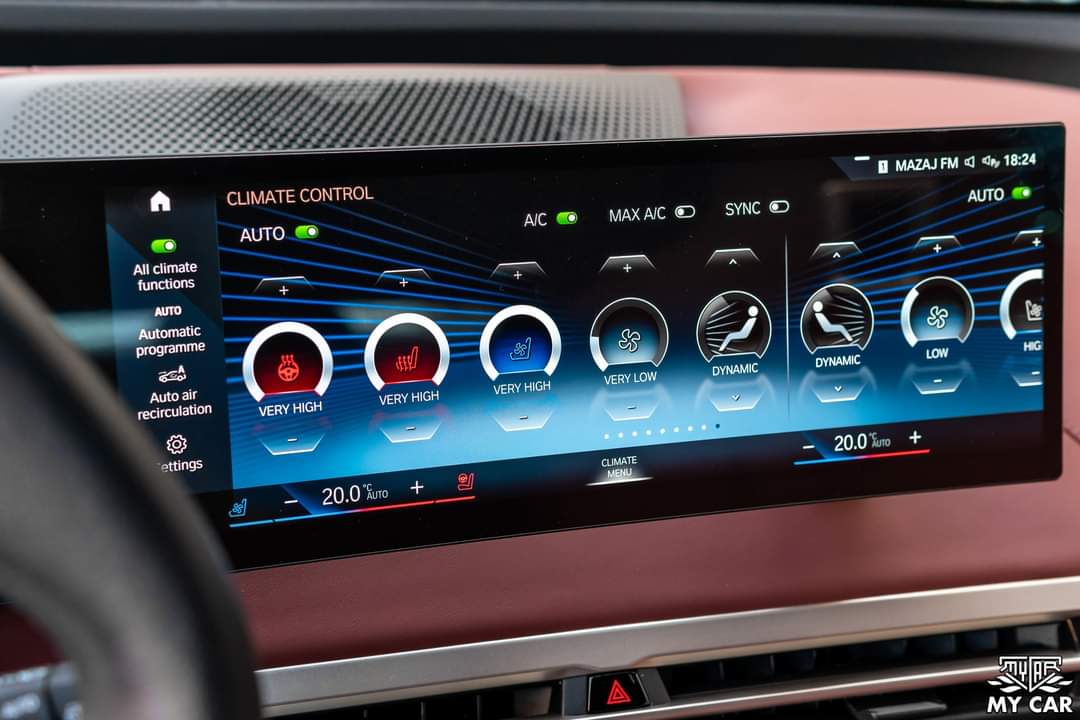 1 MAZAJ FM 18:24
CLIMATE CONTROL
A/C MAX A/C SYNC AUTO
AUTO
All climate
functions
AUTO
Automatic
programme
Auto air
recirculation
ettings
+ + + + + +
VERY HIGH VERY HIGH VERY HIGH VERY LOW DYNAMIC DYNAMIC LOW HIG
- - - - - -
- 20.0 °C AUTO +
CLIMATE
MENU
- 20.0 °C AUTO +
MYCAR
MY CAR